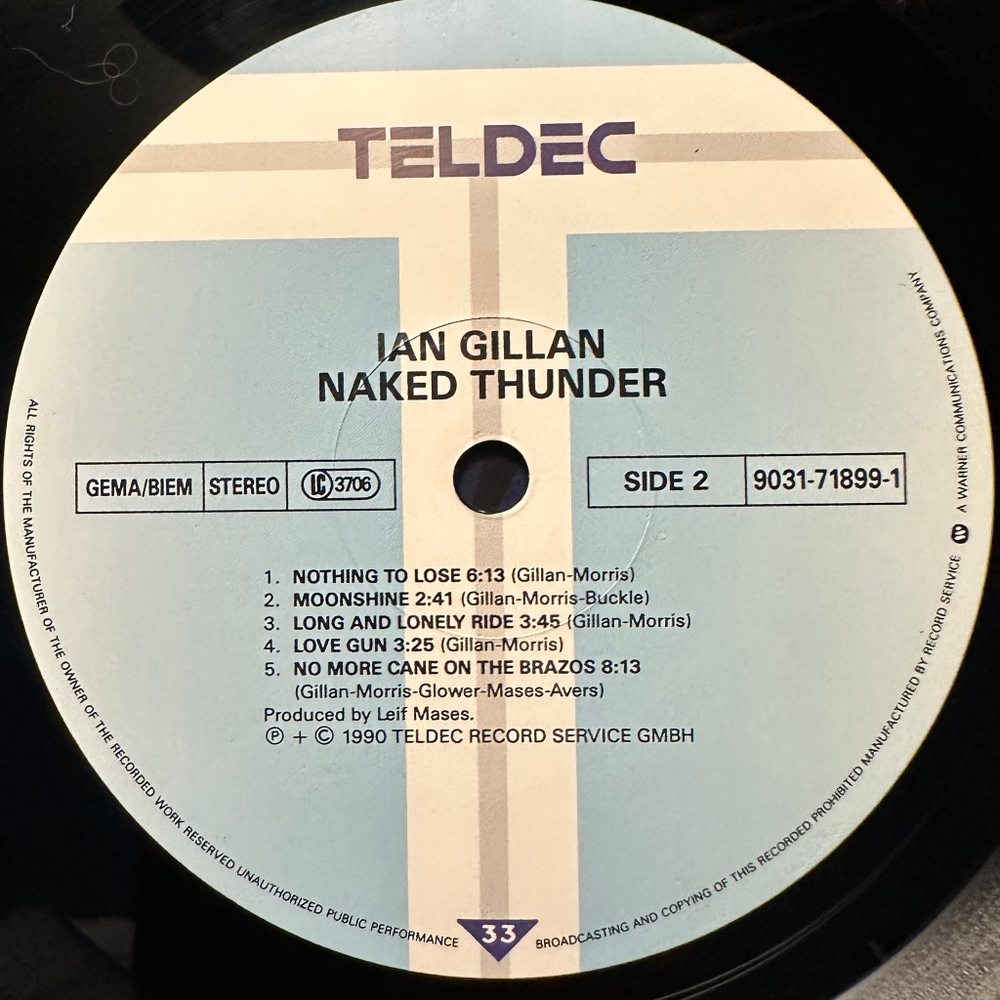 TELDEC
IAN GILLAN
NAKED THUNDER
GEMA/BIEM STEREO LC 3706
SIDE 2 9031-71899-1
1. NOTHING TO LOSE 6:13 (Gillan-Morris)
2. MOONSHINE 2:41 (Gillan-Morris-Buckle)
3. LONG AND LONELY RIDE 3:45 (Gillan-Morris)
4. LOVE GUN 3:25 (Gillan-Morris)
5. NO MORE CANE ON THE BRAZOS 8:13
(Gillan-Morris-Glower-Mases-Avers)
Produced by Leif Mases.
℗ + © 1990 TELDEC RECORD SERVICE GMBH
ALL RIGHTS OF THE MANUFACTURER OF THE OWNER OF THE RECORDED WORK RESERVED UNAUTHORIZED PUBLIC PERFORMANCE
33
BROADCASTING AND COPYING OF THIS RECORDED PROHIBITED MANUFACTURED BY RECORD SERVICE W A WARNER COMMUNICATIONS COMPANY